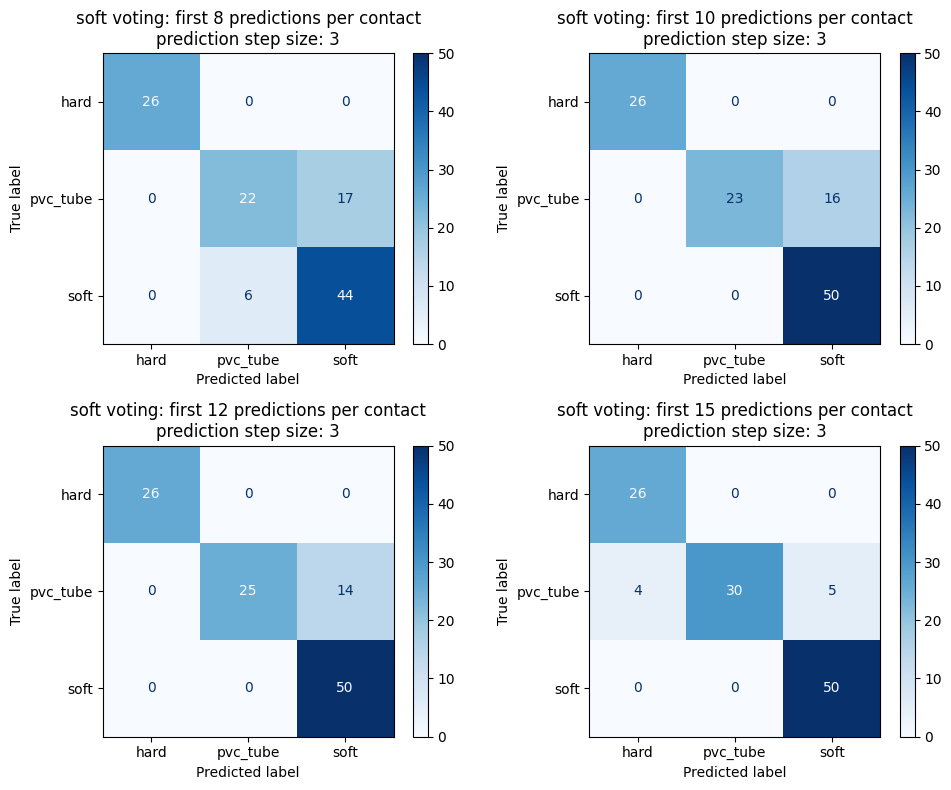 soft voting: first 8 predictions per contact
prediction step size: 3
50
hard 26 0 0
40
30
pvc_tube 0 22 17
20
10
soft 0 6 44
0
hard pvc_tube soft
Predicted label
True label
soft voting: first 10 predictions per contact
prediction step size: 3
50
hard 26 0 0
40
30
pvc_tube 0 23 16
20
10
soft 0 0 50
0
hard pvc_tube soft
Predicted label
True label
soft voting: first 12 predictions per contact
prediction step size: 3
50
hard 26 0 0
40
30
pvc_tube 0 25 14
20
10
soft 0 0 50
0
hard pvc_tube soft
Predicted label
True label
soft voting: first 15 predictions per contact
prediction step size: 3
50
hard 26 0 0
40
30
pvc_tube 4 30 5
20
10
soft 0 0 50
0
hard pvc_tube soft
Predicted label
True label